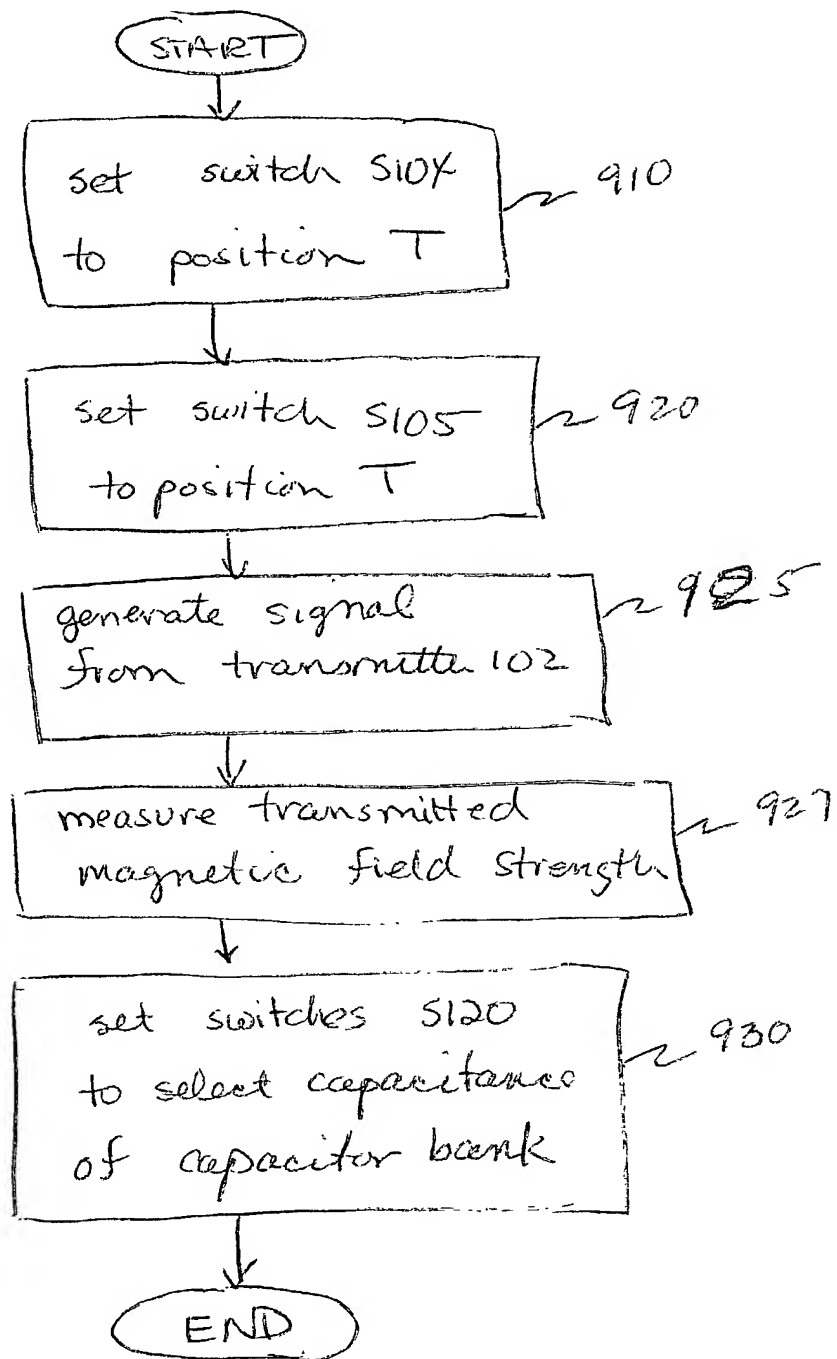 START
set switch S104
to position T
910
set switch S105
to position T
920
generate signal
from transmitter 102
925
measure transmitted
magnetic field strength
927
set switches S120
to select capacitance
of capacitor bank
930
END